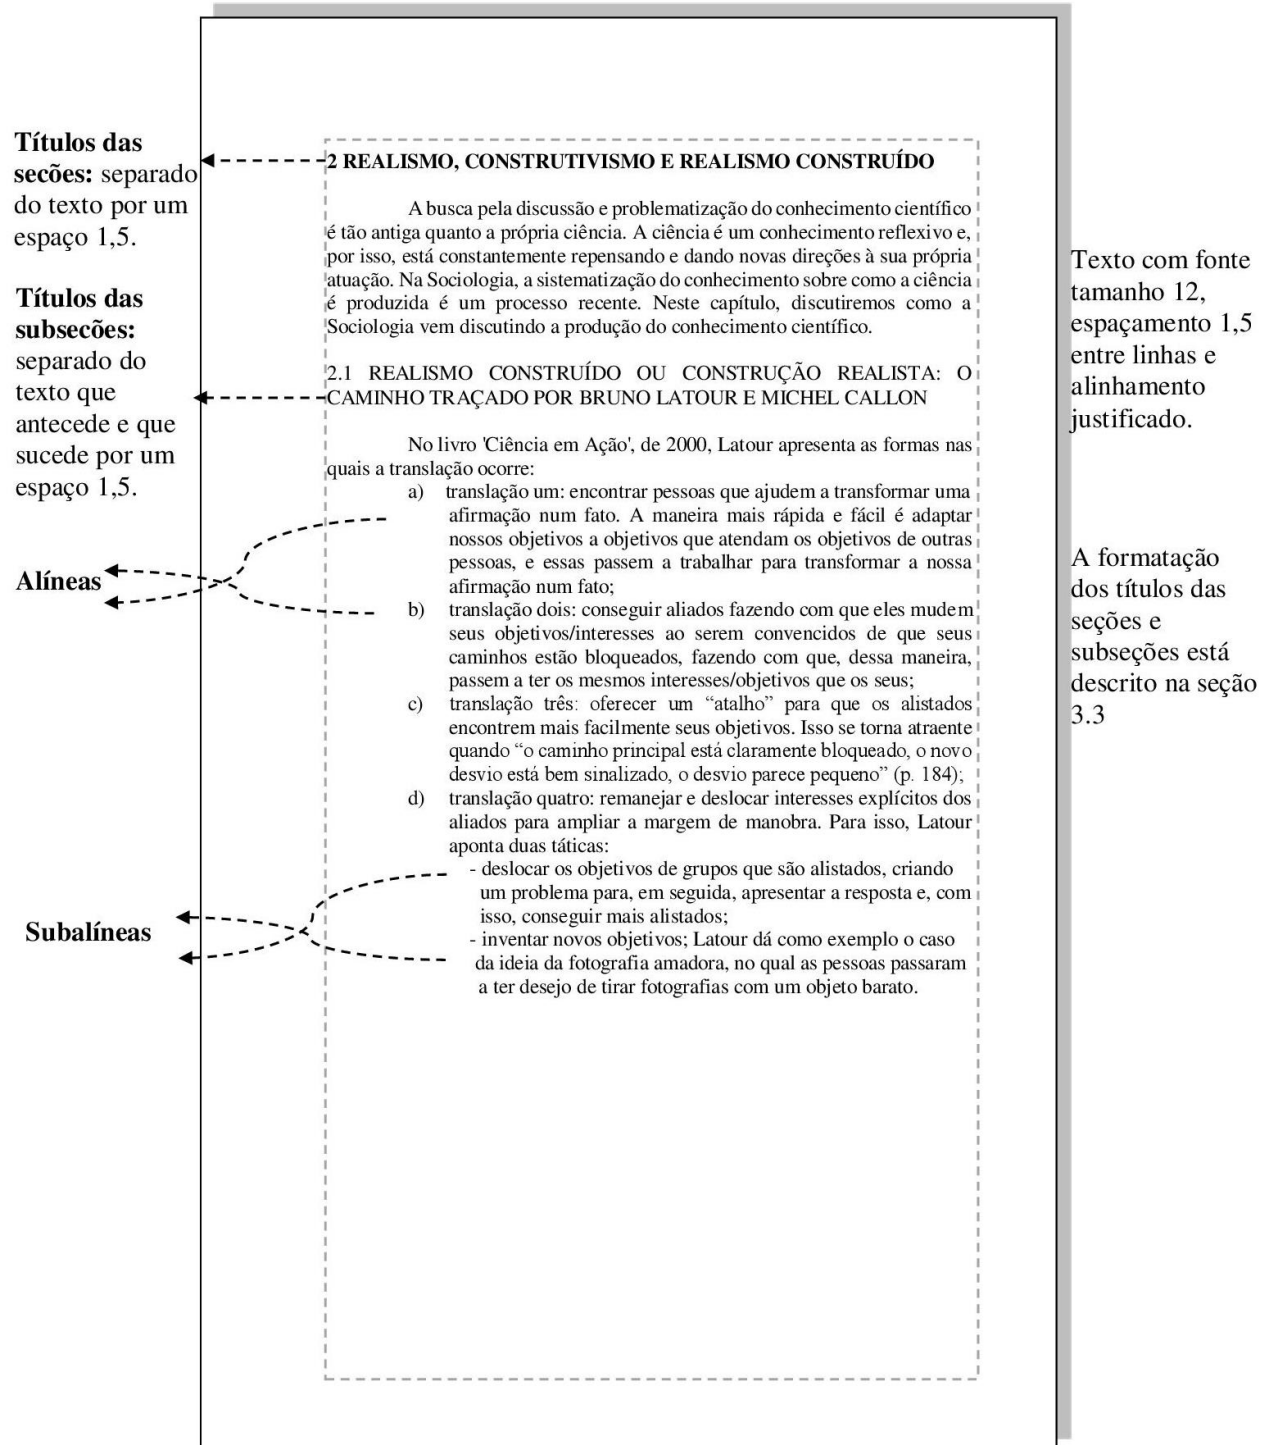 Títulos das
secões: separado
do texto por um
espaço 1,5.
Títulos das
subsecões:
separado do
texto que
antecede e que
sucede por um
espaço 1,5.
Alíneas
Subalíneas
2 REALISMO, CONSTRUTIVISMO E REALISMO CONSTRUÍDO
A busca pela discussão e problematização do conhecimento científico
é tão antiga quanto a própria ciência. A ciência é um conhecimento reflexivo e,
por isso, está constantemente repensando e dando novas direções à sua própria
atuação. Na Sociologia, a sistematização do conhecimento sobre como a ciência
é produzida é um processo recente. Neste capítulo, discutiremos como a
Sociologia vem discutindo a produção do conhecimento científico.
2.1 REALISMO CONSTRUÍDO OU CONSTRUÇÃO REALISTA: O
CAMINHO TRAÇADO POR BRUNO LATOUR E MICHEL CALLON
No livro 'Ciência em Ação', de 2000, Latour apresenta as formas nas
quais a translação ocorre:
a) translação um: encontrar pessoas que ajudem a transformar uma
afirmação num fato. A maneira mais rápida e fácil é adaptar
nossos objetivos a objetivos que atendam os objetivos de outras
pessoas, e essas passem a trabalhar para transformar a nossa
afirmação num fato;
b) translação dois: conseguir aliados fazendo com que eles mudem
seus objetivos/interesses ao serem convencidos de que seus
caminhos estão bloqueados, fazendo com que, dessa maneira,
passem a ter os mesmos interesses/objetivos que os seus;
c) translação três: oferecer um “atalho” para que os alistados
encontrem mais facilmente seus objetivos. Isso se torna atraente
quando “o caminho principal está claramente bloqueado, o novo
desvio está bem sinalizado, o desvio parece pequeno” (p. 184);
d) translação quatro: remanejar e deslocar interesses explícitos dos
aliados para ampliar a margem de manobra. Para isso, Latour
aponta duas táticas:
- deslocar os objetivos de grupos que são alistados, criando
um problema para, em seguida, apresentar a resposta e, com
isso, conseguir mais alistados;
- inventar novos objetivos; Latour dá como exemplo o caso
da ideia da fotografia amadora, no qual as pessoas passaram
a ter desejo de tirar fotografias com um objeto barato.
Texto com fonte
tamanho 12,
espaçamento 1,5
entre linhas e
alinhamento
justificado.
A formatação
dos títulos das
seções e
subseções está
descrito na seção
3.3